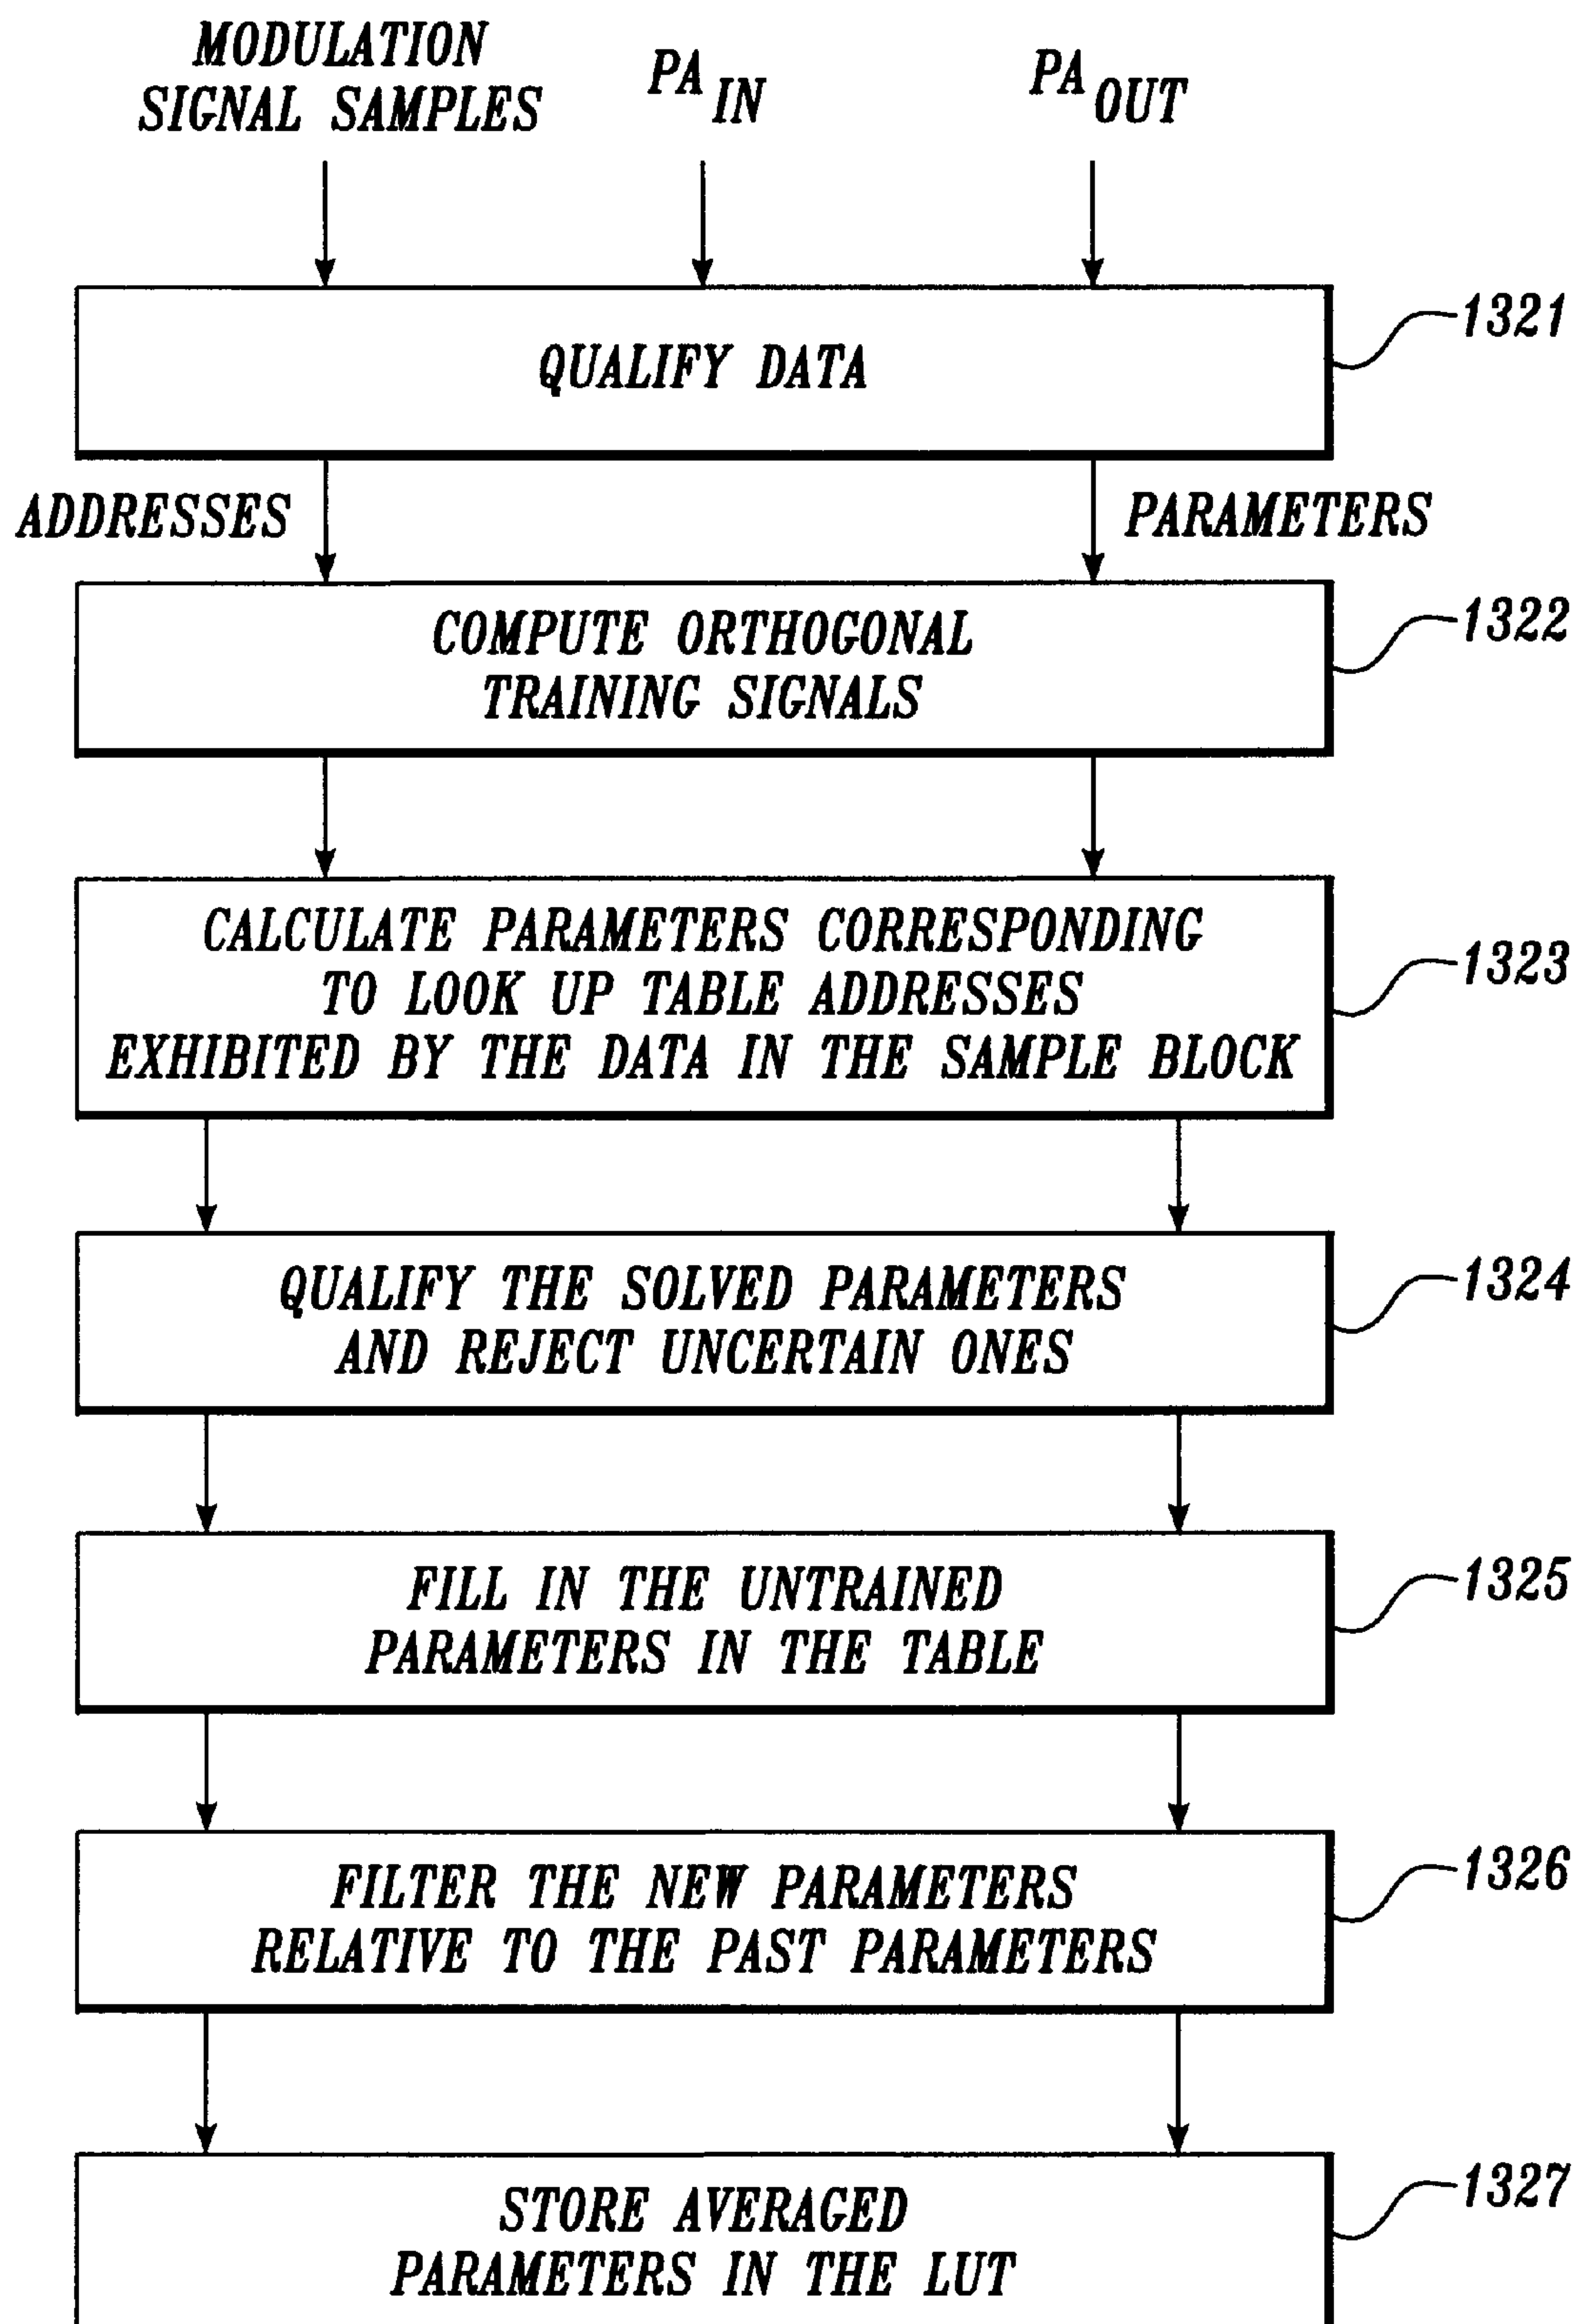 MODULATION
SIGNAL SAMPLES
PA IN
PA OUT
QUALIFY DATA
1321
ADDRESSES
PARAMETERS
COMPUTE ORTHOGONAL
TRAINING SIGNALS
1322
CALCULATE PARAMETERS CORRESPONDING
TO LOOK UP TABLE ADDRESSES
EXHIBITED BY THE DATA IN THE SAMPLE BLOCK
1323
QUALIFY THE SOLVED PARAMETERS
AND REJECT UNCERTAIN ONES
1324
FILL IN THE UNTRAINED
PARAMETERS IN THE TABLE
1325
FILTER THE NEW PARAMETERS
RELATIVE TO THE PAST PARAMETERS
1326
STORE AVERAGED
PARAMETERS IN THE LUT
1327